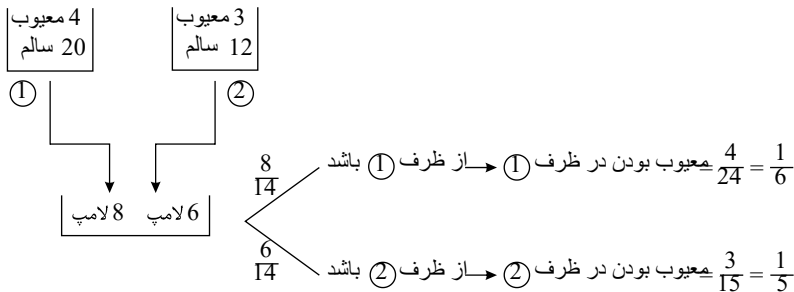 4 معیوب
20 سالم
3 معیوب
12 سالم
①
②
8 لامپ 6 لامپ
8/14 از ظرف ① باشد → معیوب بودن در ظرف ① = 4/24 = 1/6
6/14 از ظرف ② باشد → معیوب بودن در ظرف ② = 3/15 = 1/5